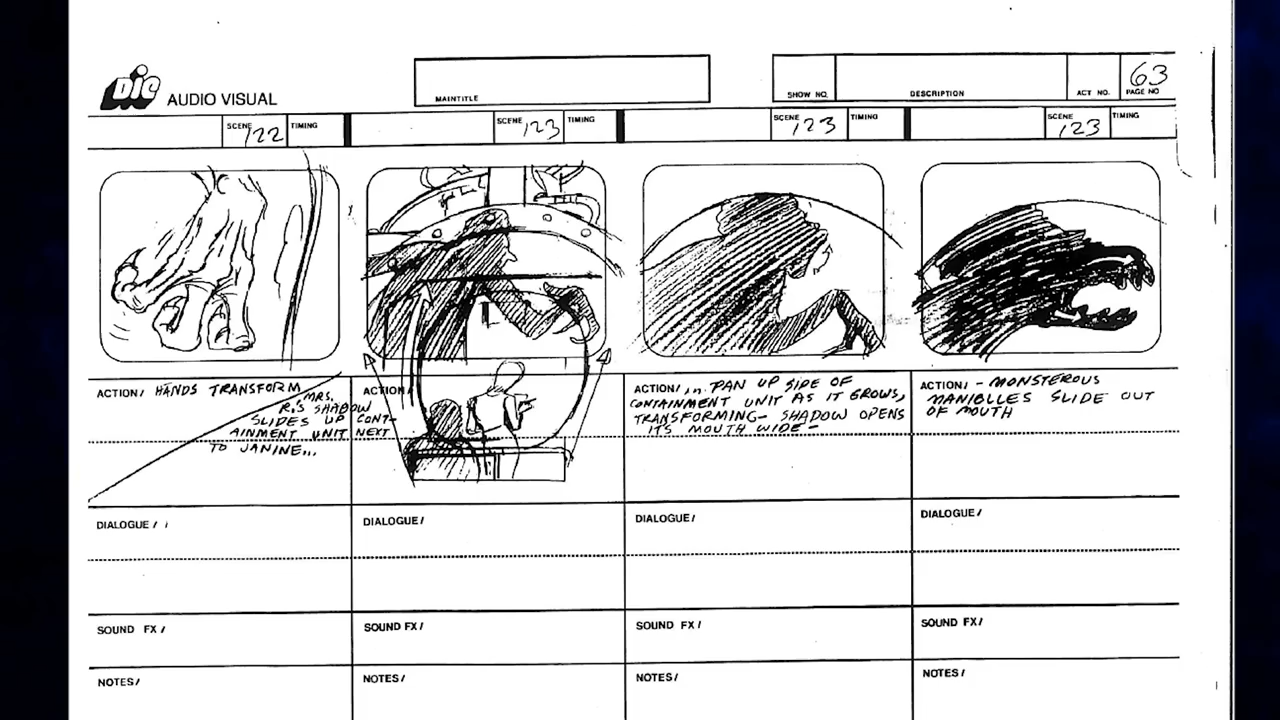 DIC AUDIO VISUAL
MAINTITLE
SHOW NO.
DESCRIPTION
ACT NO.
63
PAGE NO
SCENE 122
TIMING
SCENE 123
TIMING
SCENE 123
TIMING
SCENE 123
TIMING
ACTION/ HANDS TRANSFORM
MRS.
R.'S SHADOW
SLIDES UP CONT-
AINMENT UNIT NEXT
TO JANINE...
ACTION/
ACTION/ ... PAN UP SIDE OF
CONTAINMENT UNIT AS IT GROWS,
TRANSFORMING- SHADOW OPENS
ITS MOUTH WIDE -
ACTION/ - MONSTEROUS
MANIBLES SLIDE OUT
OF MOUTH
DIALOGUE/
DIALOGUE/
DIALOGUE/
DIALOGUE/
SOUND FX/
SOUND FX/
SOUND FX/
SOUND FX/
NOTES/
NOTES/
NOTES/
NOTES/